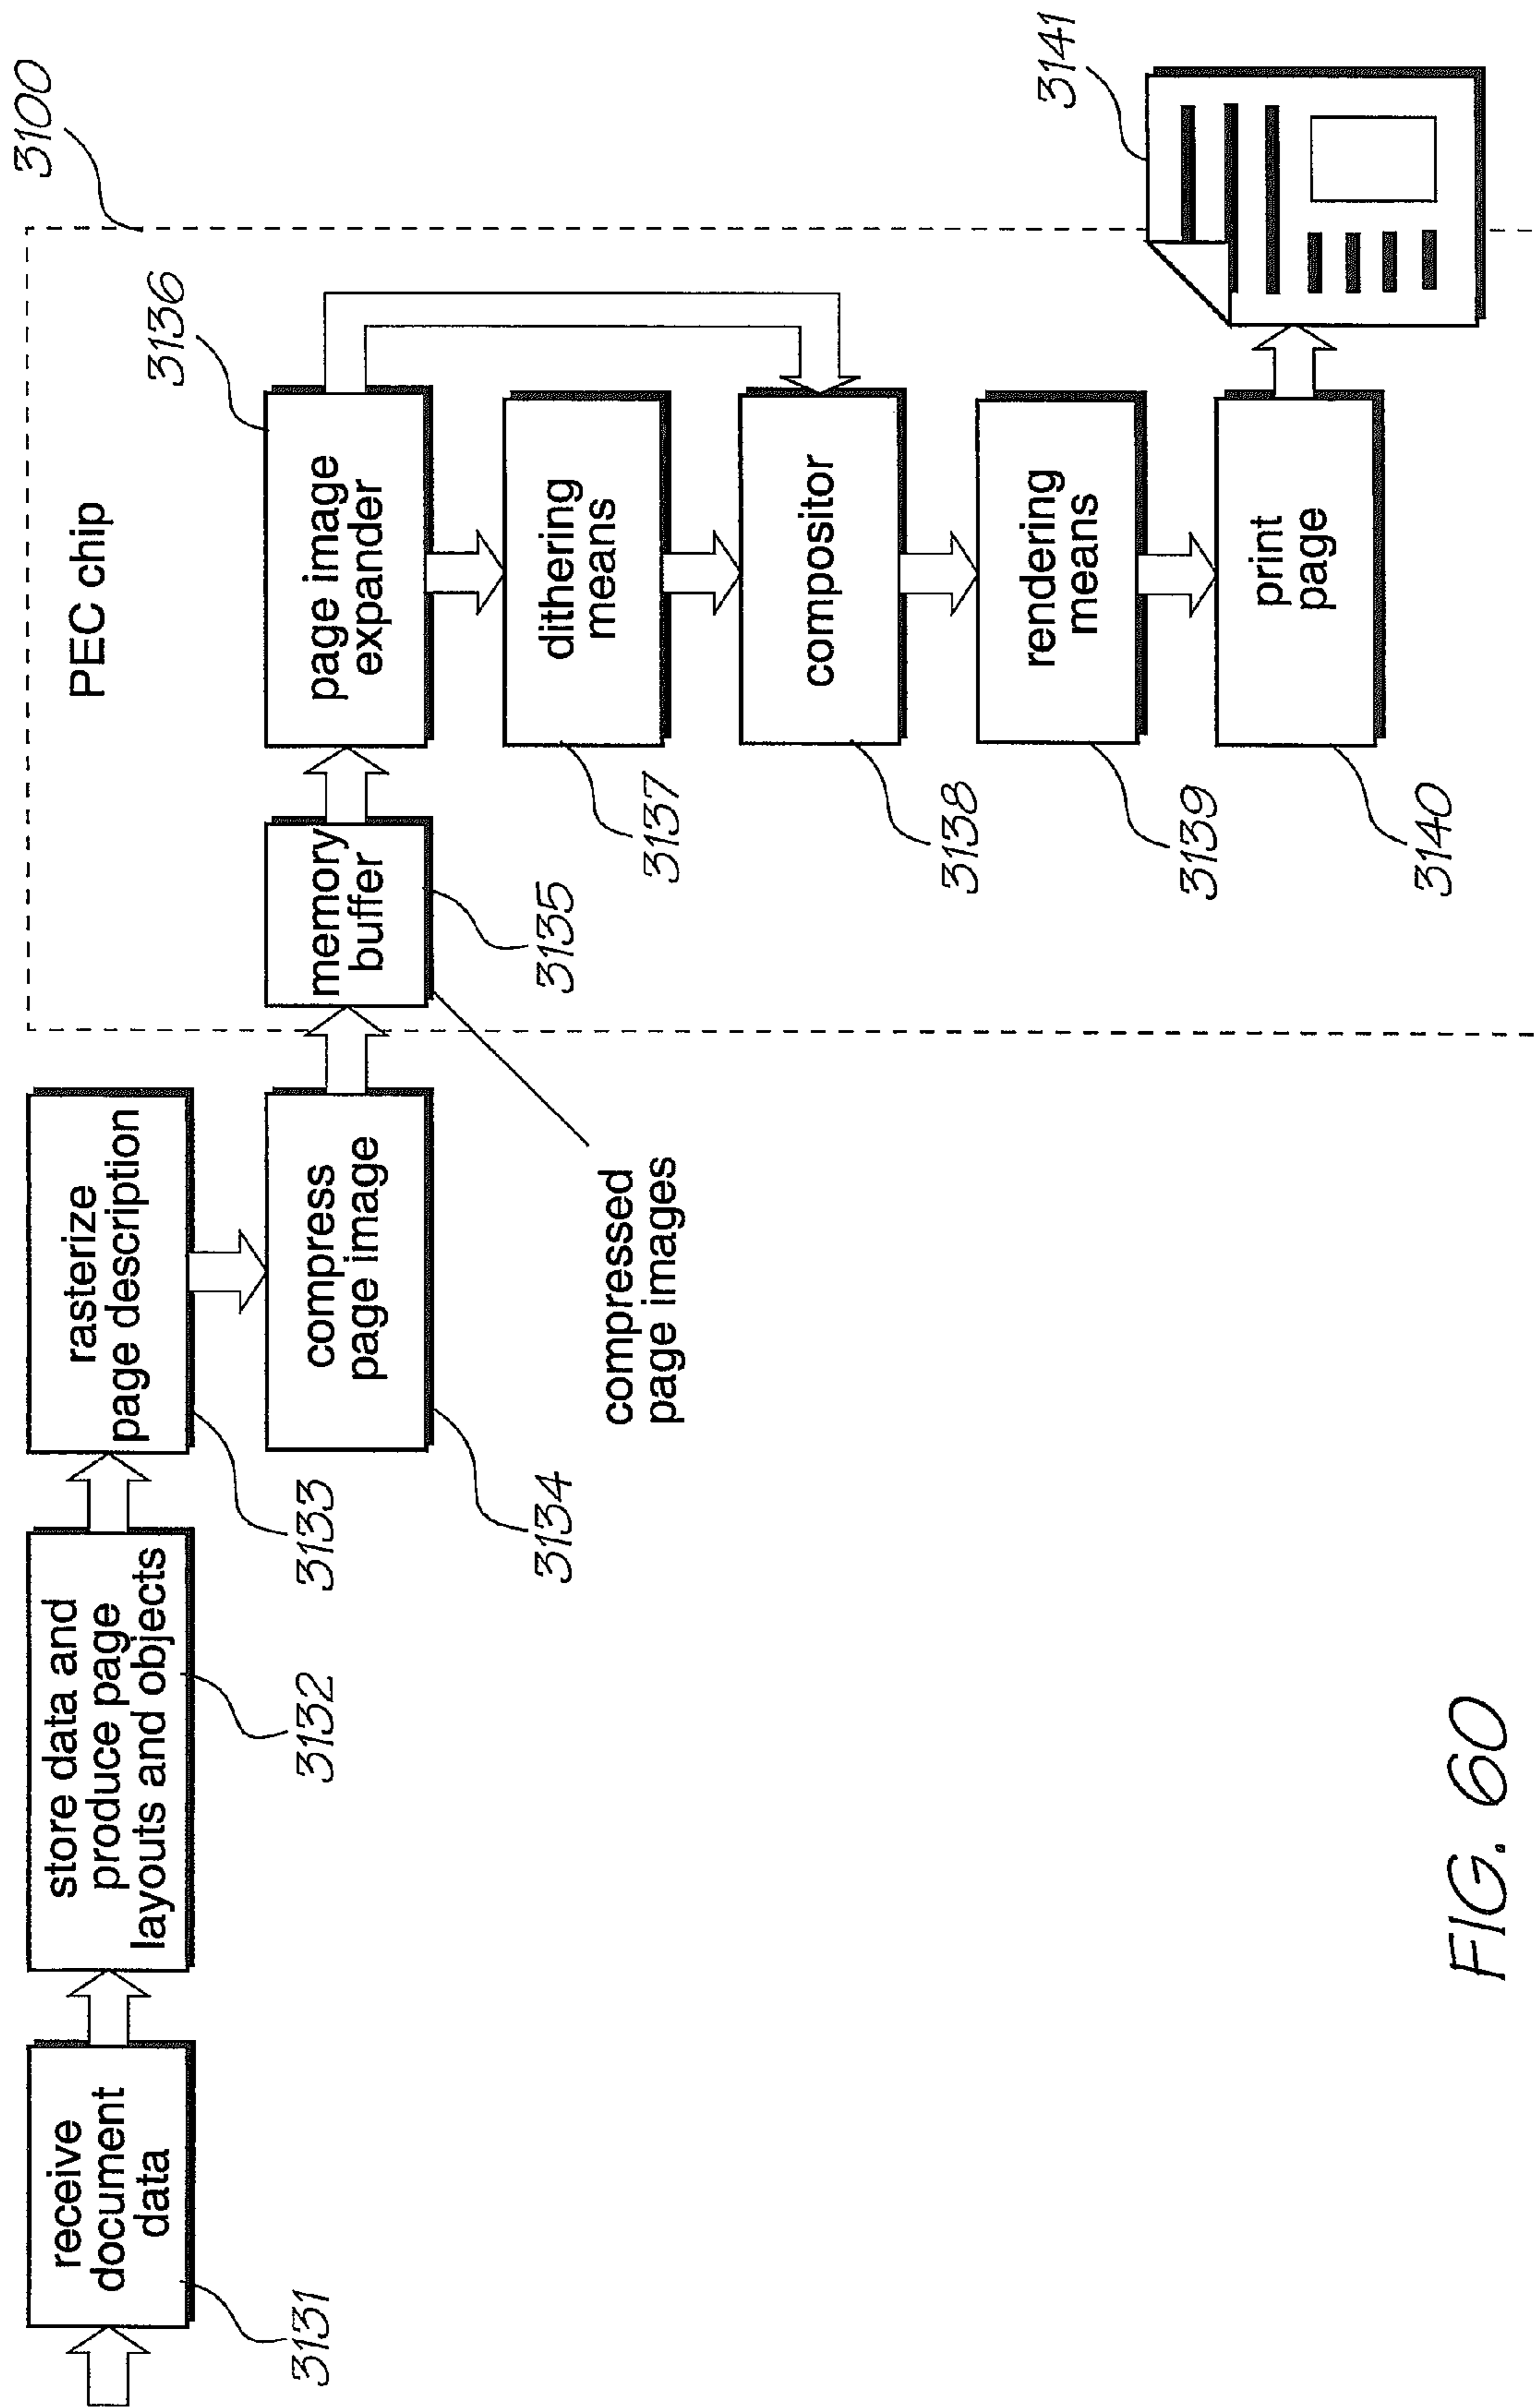 receive
document
data
3131
store data and
produce page
layouts and objects
3132
rasterize
page description
3133
compress
page image
3134
compressed
page images
PEC chip
3100
memory
buffer
3135
page image
expander
3136
dithering
means
3137
compositor
3138
rendering
means
3139
print
page
3140
3141
FIG. 60